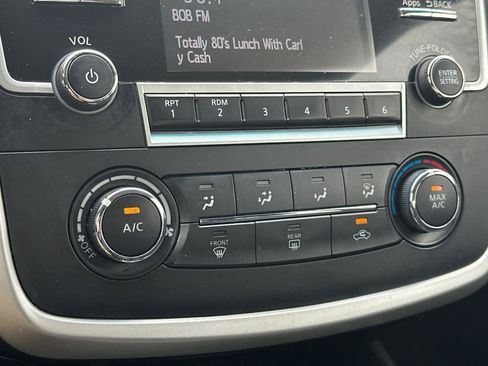 Apps BACK
BOB FM
VOL
Totally 80's Lunch With Carl
y Cash
TUNE·FOLDER
ENTER
SETTING
RPT 1
RDM 2
3
4
5
6
A/C
OFF
MAX
A/C
FRONT
REAR